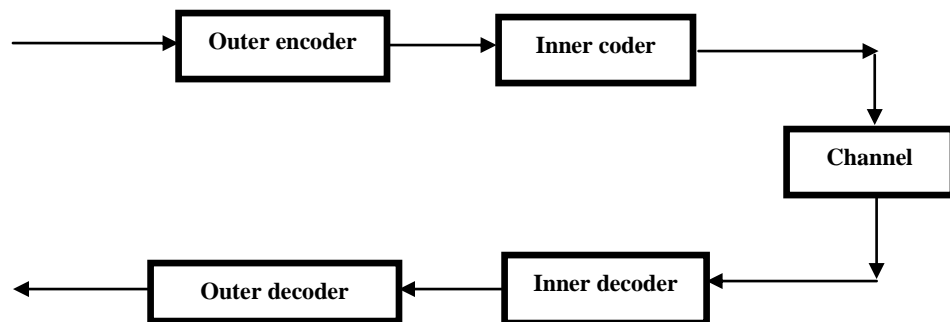 Outer encoder
Inner coder
Channel
Outer decoder
Inner decoder